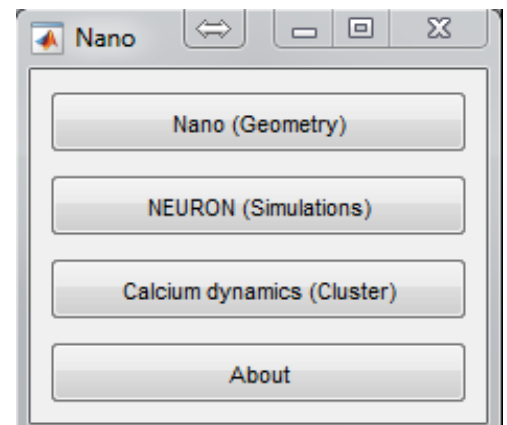 Nano
Nano (Geometry)
NEURON (Simulations)
Calcium dynamics (Cluster)
About